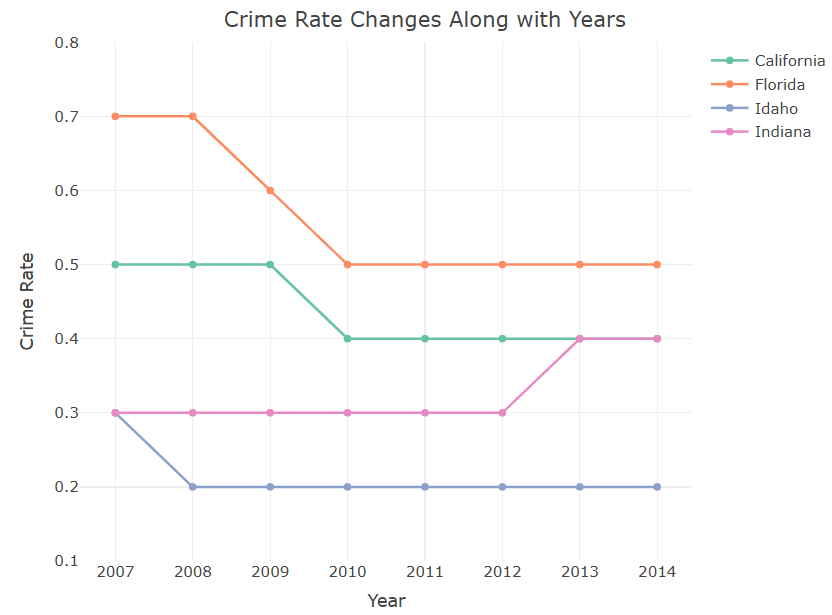 Crime Rate Changes Along with Years
0.8
0.7
0.6
0.5
0.4
0.3
0.2
0.1
Crime Rate
2007 2008 2009 2010 2011 2012 2013 2014
Year
California
Florida
Idaho
Indiana